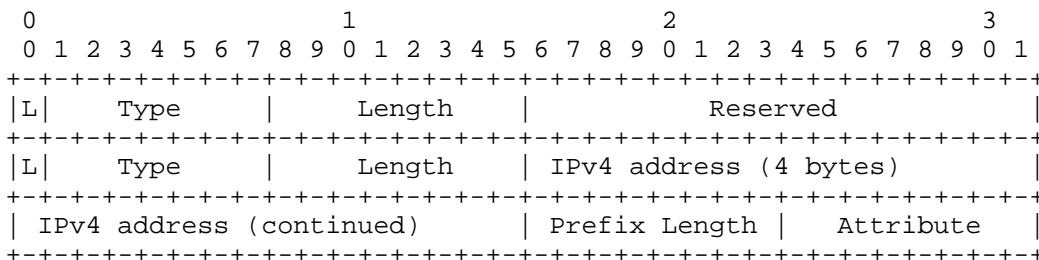 0                   1                   2                   3
 0 1 2 3 4 5 6 7 8 9 0 1 2 3 4 5 6 7 8 9 0 1 2 3 4 5 6 7 8 9 0 1
+-+-+-+-+-+-+-+-+-+-+-+-+-+-+-+-+-+-+-+-+-+-+-+-+-+-+-+-+-+-+-+-+
|L|    Type     |     Length    |           Reserved            |
+-+-+-+-+-+-+-+-+-+-+-+-+-+-+-+-+-+-+-+-+-+-+-+-+-+-+-+-+-+-+-+-+
|L|    Type     |     Length    | IPv4 address (4 bytes)        |
+-+-+-+-+-+-+-+-+-+-+-+-+-+-+-+-+-+-+-+-+-+-+-+-+-+-+-+-+-+-+-+-+
| IPv4 address (continued)      | Prefix Length |   Attribute   |
+-+-+-+-+-+-+-+-+-+-+-+-+-+-+-+-+-+-+-+-+-+-+-+-+-+-+-+-+-+-+-+-+